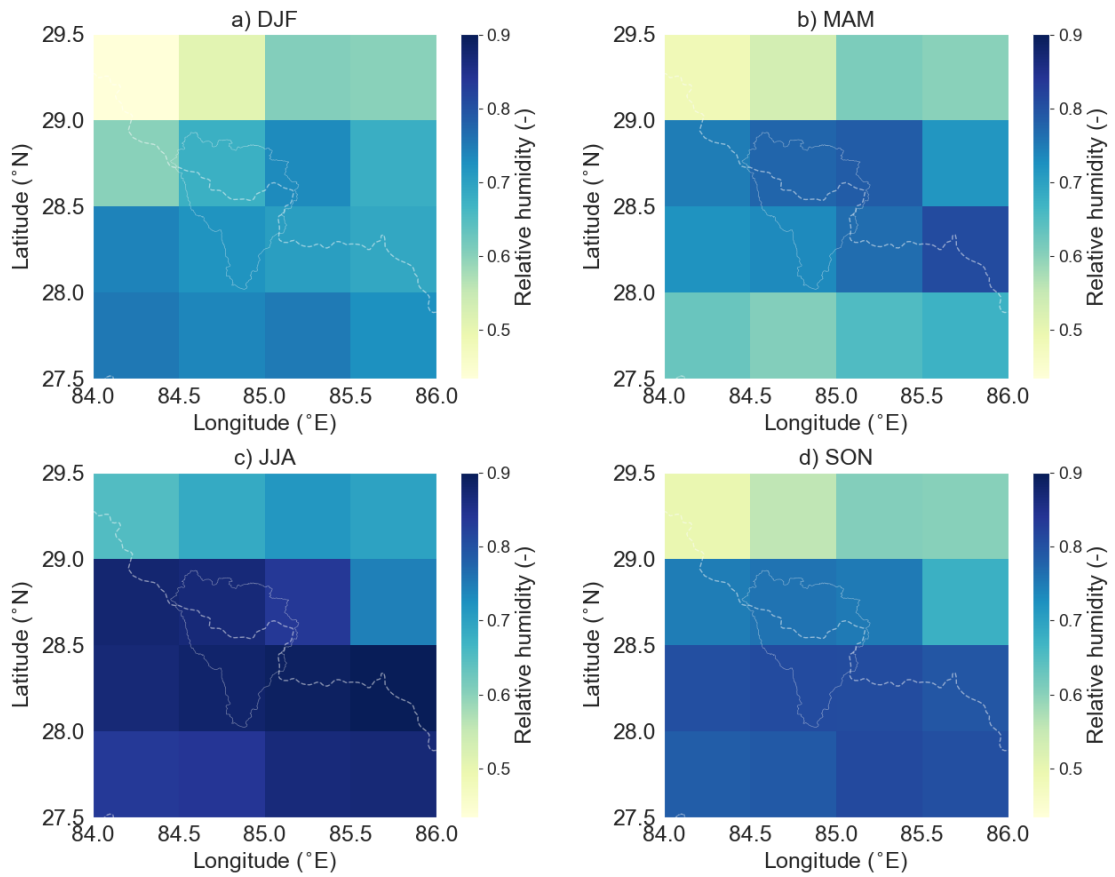 a) DJF
29.5
29.0
28.5
28.0
27.5
84.0 84.5 85.0 85.5 86.0
Latitude (°N)
Longitude (°E)
0.9
0.8
0.7
0.6
0.5
Relative humidity (-)
b) MAM
29.5
29.0
28.5
28.0
27.5
84.0 84.5 85.0 85.5 86.0
Latitude (°N)
Longitude (°E)
0.9
0.8
0.7
0.6
0.5
Relative humidity (-)
c) JJA
29.5
29.0
28.5
28.0
27.5
84.0 84.5 85.0 85.5 86.0
Latitude (°N)
Longitude (°E)
0.9
0.8
0.7
0.6
0.5
Relative humidity (-)
d) SON
29.5
29.0
28.5
28.0
27.5
84.0 84.5 85.0 85.5 86.0
Latitude (°N)
Longitude (°E)
0.9
0.8
0.7
0.6
0.5
Relative humidity (-)